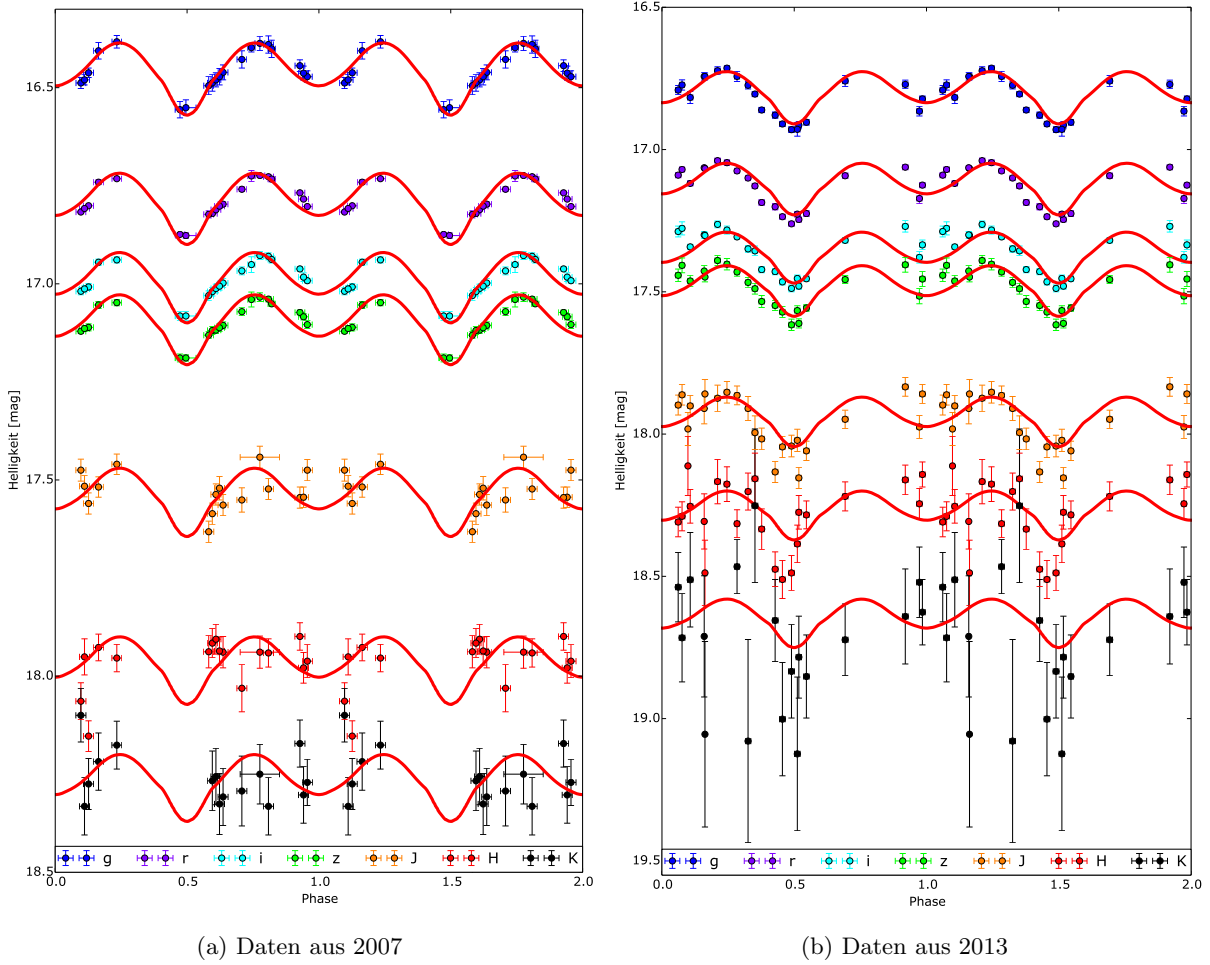 16.5
17.0
17.5
18.0
18.5
Helligkeit [mag]
0.0 0.5 1.0 1.5 2.0
Phase
g r i z J H K
(a) Daten aus 2007
16.5
17.0
17.5
18.0
18.5
19.0
19.5
Helligkeit [mag]
0.0 0.5 1.0 1.5 2.0
Phase
g r i z J H K
(b) Daten aus 2013